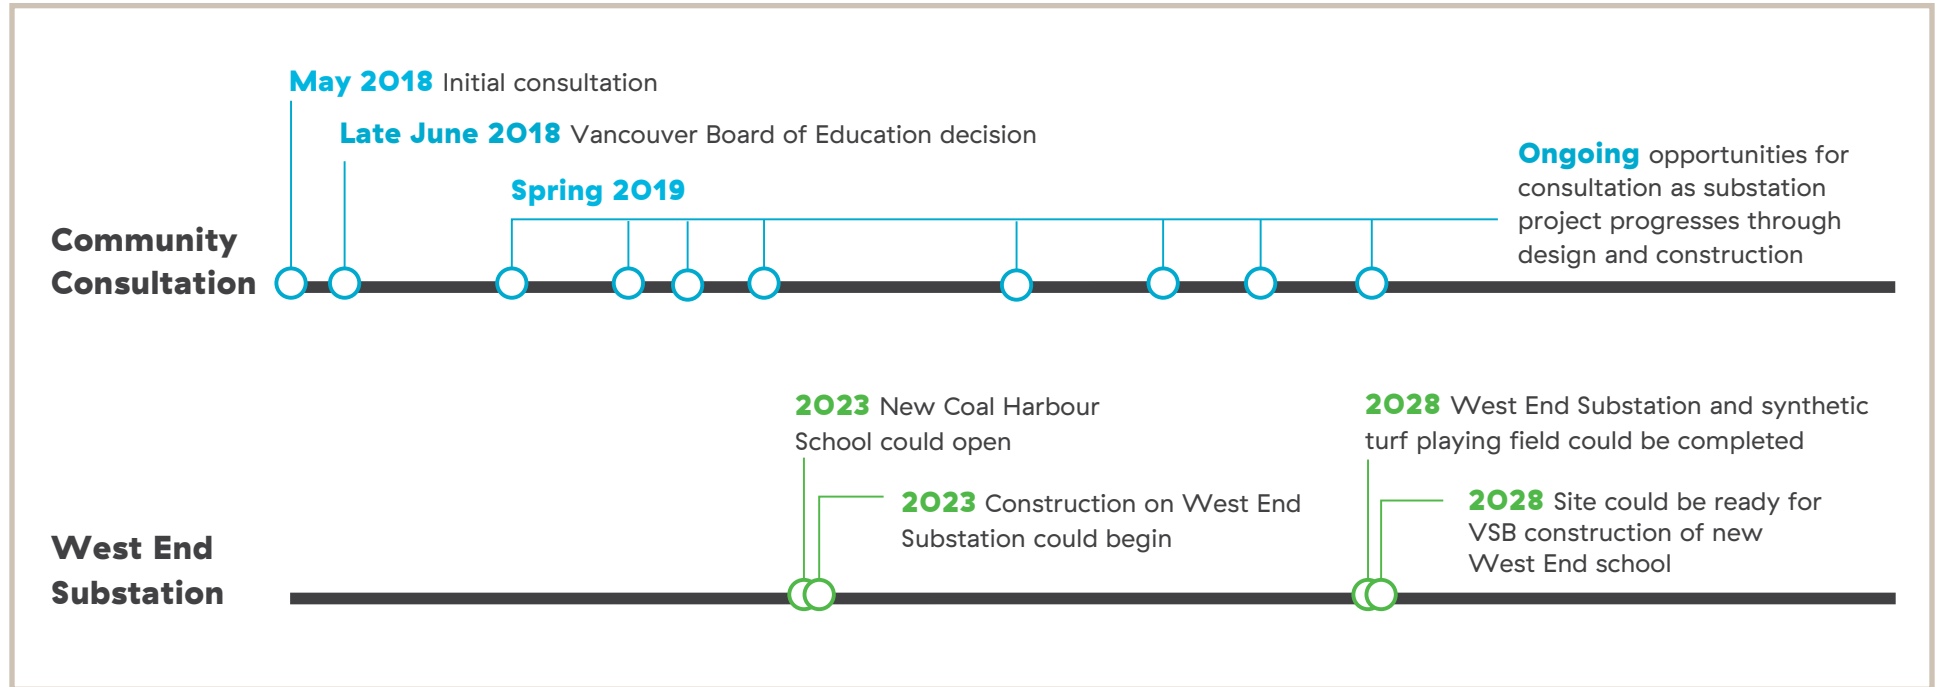 May 2018 Initial consultation
Late June 2018 Vancouver Board of Education decision
Spring 2019
Ongoing opportunities for
consultation as substation
project progresses through
design and construction
Community
Consultation
2023 New Coal Harbour
School could open
2023 Construction on West End
Substation could begin
2028 West End Substation and synthetic
turf playing field could be completed
2028 Site could be ready for
VSB construction of new
West End school
West End
Substation